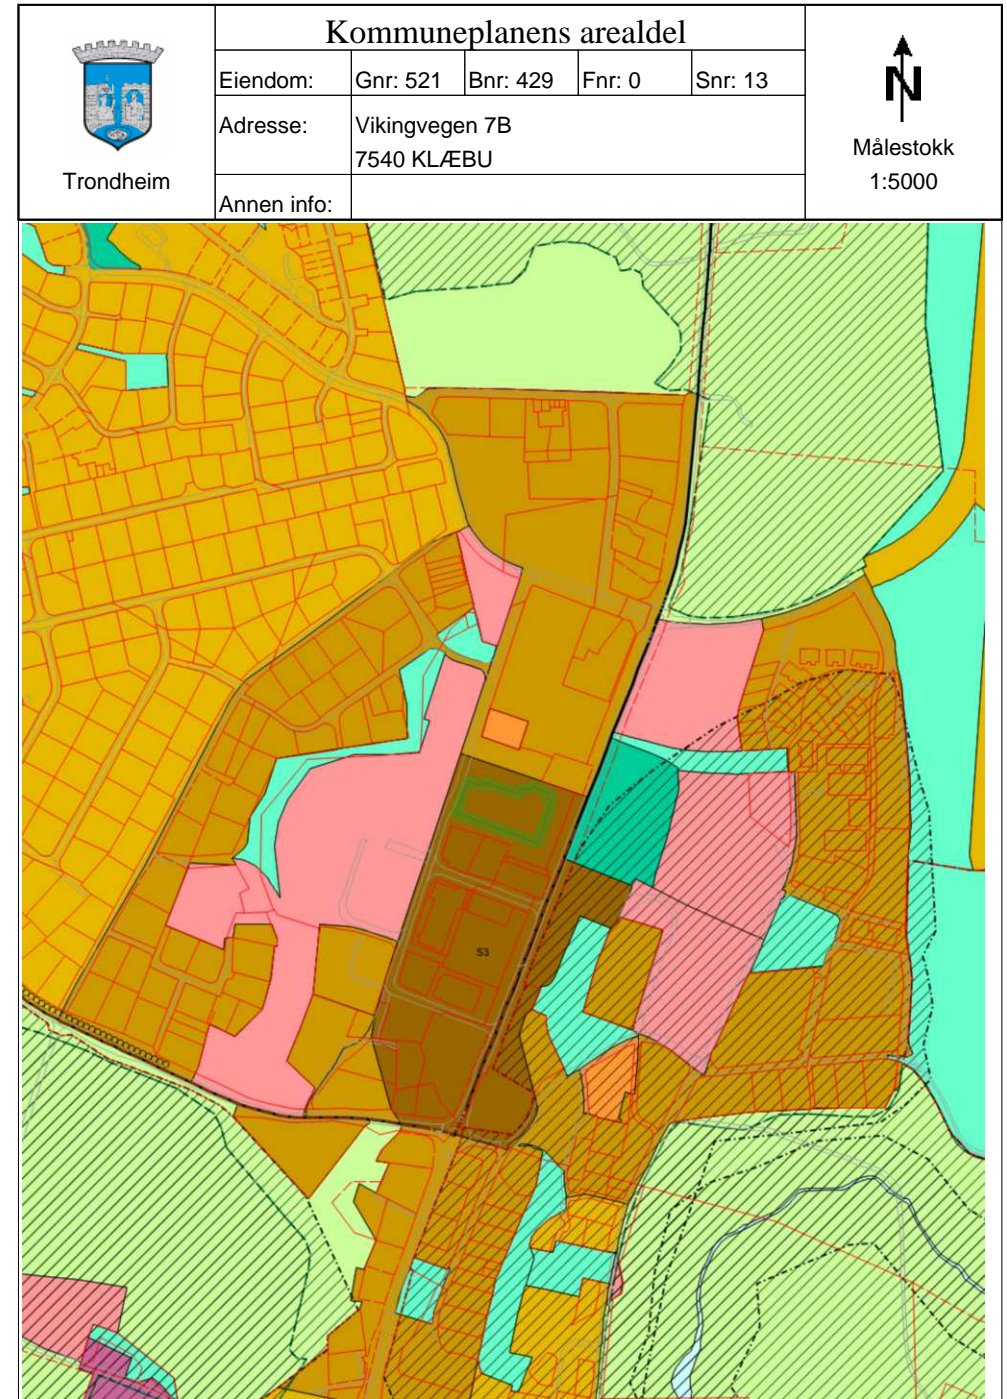 Kommuneplanens arealdel
Eiendom: Gnr: 521 Bnr: 429 Fnr: 0 Snr: 13
Adresse: Vikingvegen 7B
7540 KLÆBU
Annen info:
Trondheim
N
Målestokk
1:5000
S3